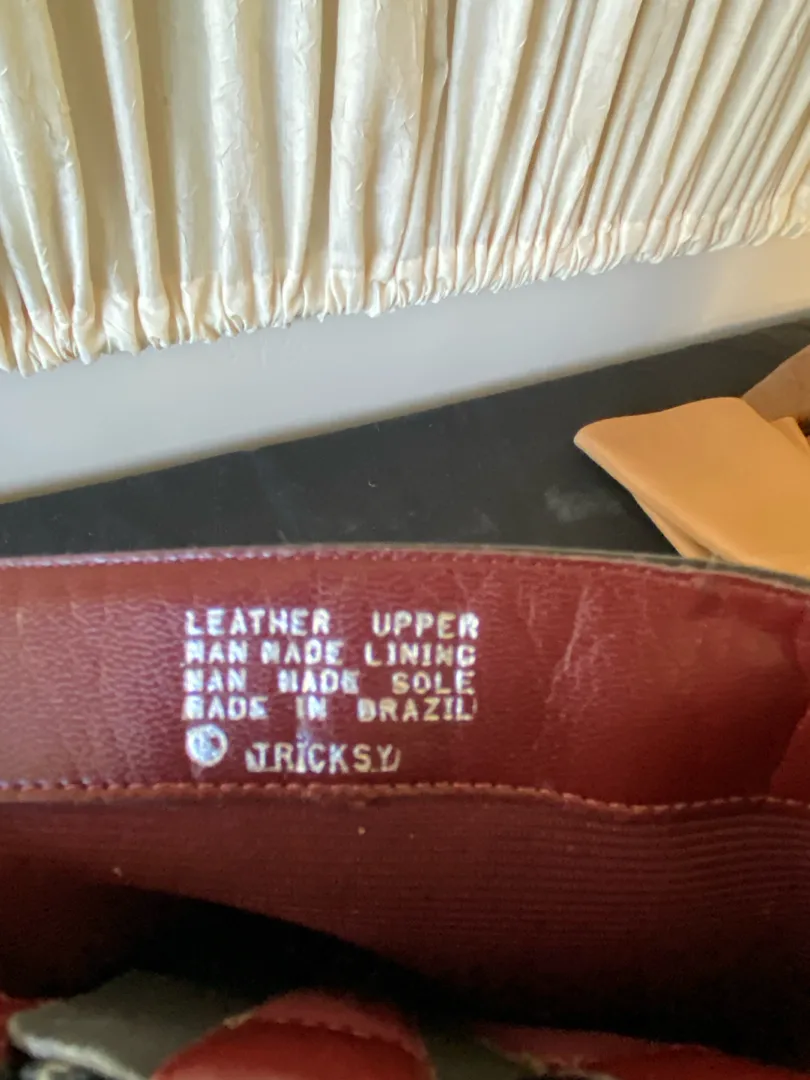 LEATHER UPPER
MAN MADE LINING
MAN MADE SOLE
MADE IN BRAZIL
TRICKSY